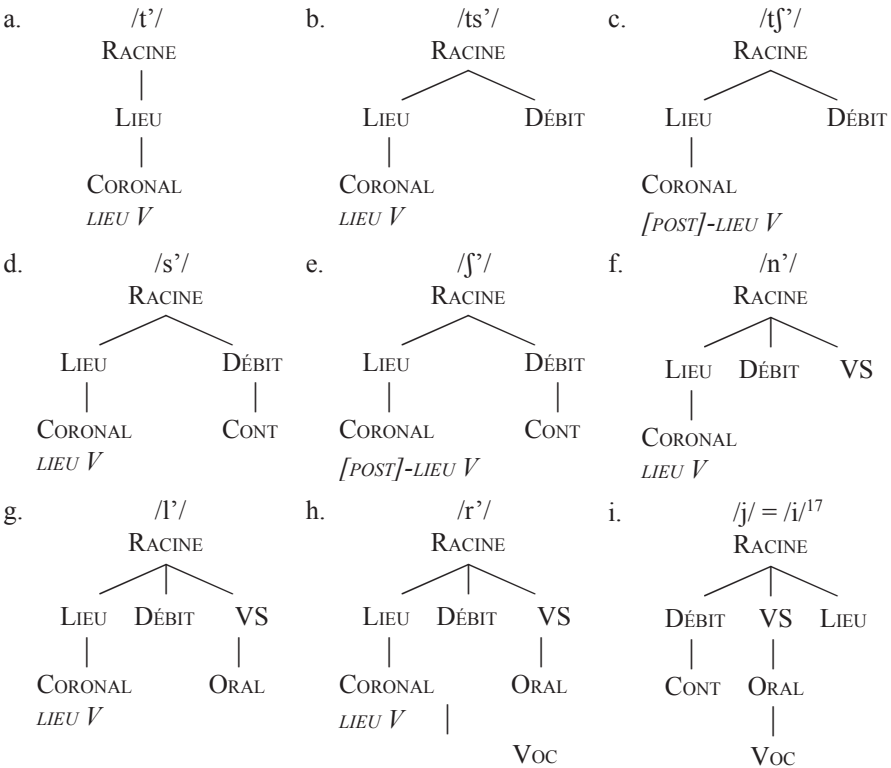 a. /t’/ b. /ts’/ c. /tʃ’/
RACINE RACINE RACINE
LIEU LIEU DÉBIT LIEU DÉBIT
CORONAL CORONAL CORONAL
LIEU V LIEU V [POST]-LIEU V
d. /s’/ e. /ʃ’/ f. /n’/
RACINE RACINE RACINE
LIEU DÉBIT LIEU DÉBIT LIEU DÉBIT VS
CORONAL CONT CORONAL CONT CORONAL
LIEU V [POST]-LIEU V LIEU V
g. /l’/ h. /r’/ i. /j/ = /i/17
RACINE RACINE RACINE
LIEU DÉBIT VS LIEU DÉBIT VS DÉBIT VS LIEU
CORONAL ORAL CORONAL ORAL CONT ORAL
LIEU V LIEU V
VOC VOC